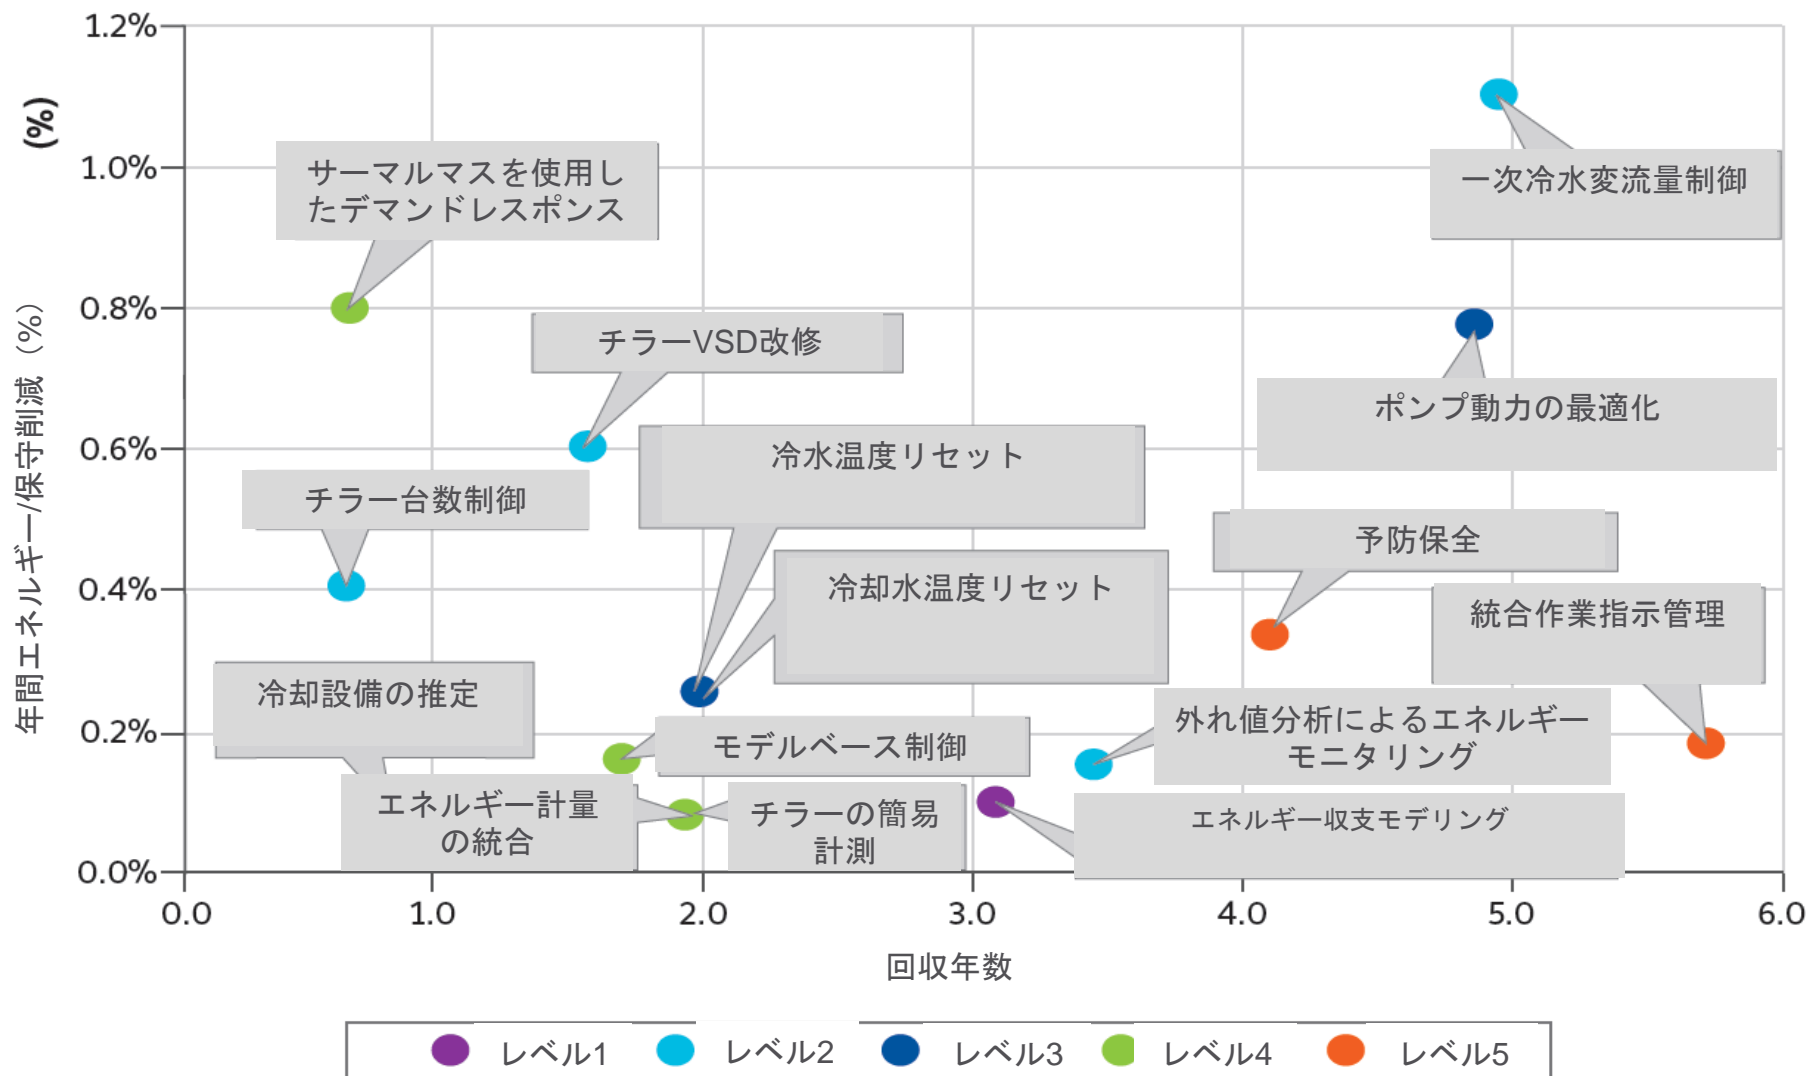 (%)
年間エネルギー/保守削減（%）
1.2%
1.0%
0.8%
0.6%
0.4%
0.2%
0.0%
サーマルマスを使用し
たデマンドレスポンス
一次冷水変流量制御
チラーVSD改修
ポンプ動力の最適化
冷水温度リセット
チラー台数制御
予防保全
冷却水温度リセット
統合作業指示管理
冷却設備の推定
外れ値分析によるエネルギー
モニタリング
モデルベース制御
エネルギー計量
の統合
チラーの簡易
計測
エネルギー収支モデリング
0.0
1.0
2.0
3.0
4.0
5.0
6.0
回収年数
レベル1
レベル2
レベル3
レベル4
レベル5